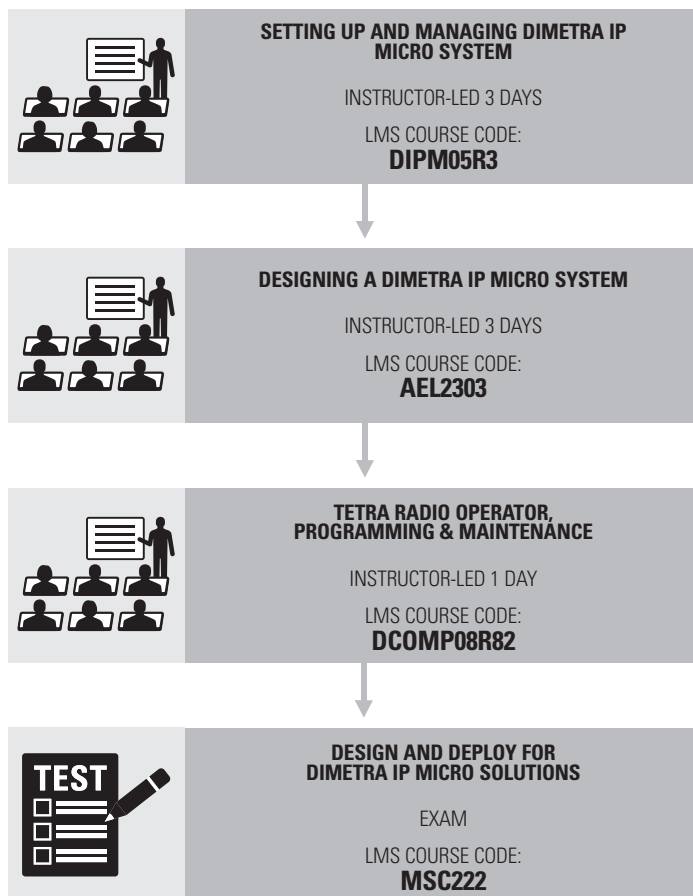 SETTING UP AND MANAGING DIMETRA IP
MICRO SYSTEM
INSTRUCTOR-LED 3 DAYS
LMS COURSE CODE:
DIPM05R3
DESIGNING A DIMETRA IP MICRO SYSTEM
INSTRUCTOR-LED 3 DAYS
LMS COURSE CODE:
AEL2303
TETRA RADIO OPERATOR,
PROGRAMMING & MAINTENANCE
INSTRUCTOR-LED 1 DAY
LMS COURSE CODE:
DCOMP08R82
TEST
DESIGN AND DEPLOY FOR
DIMETRA IP MICRO SOLUTIONS
EXAM
LMS COURSE CODE:
MSC222